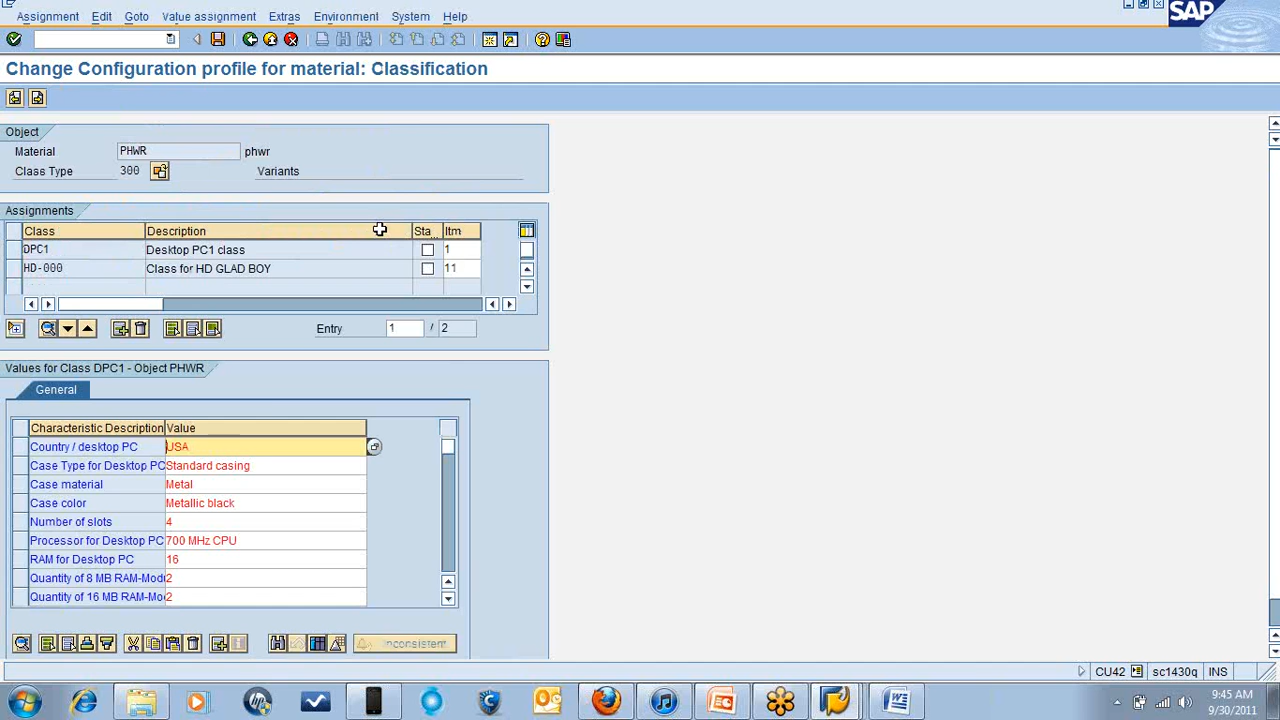 Assignment Edit Goto Value assignment Extras Environment System Help
SAP
Change Configuration profile for material: Classification
Object
Material PHWR phwr
Class Type 300 Variants
Assignments
Class Description Sta... Itm
DPC1 Desktop PC1 class 1
HD-000 Class for HD GLAD BOY 11
Entry 1 / 2
Values for Class DPC1 - Object PHWR
General
Characteristic Description Value
Country / desktop PC USA
Case Type for Desktop PC Standard casing
Case material Metal
Case color Metallic black
Number of slots 4
Processor for Desktop PC 700 MHz CPU
RAM for Desktop PC 16
Quantity of 8 MB RAM-Modu 2
Quantity of 16 MB RAM-Mo 2
Inconsistent
CU42 sc1430q INS
9:45 AM
9/30/2011